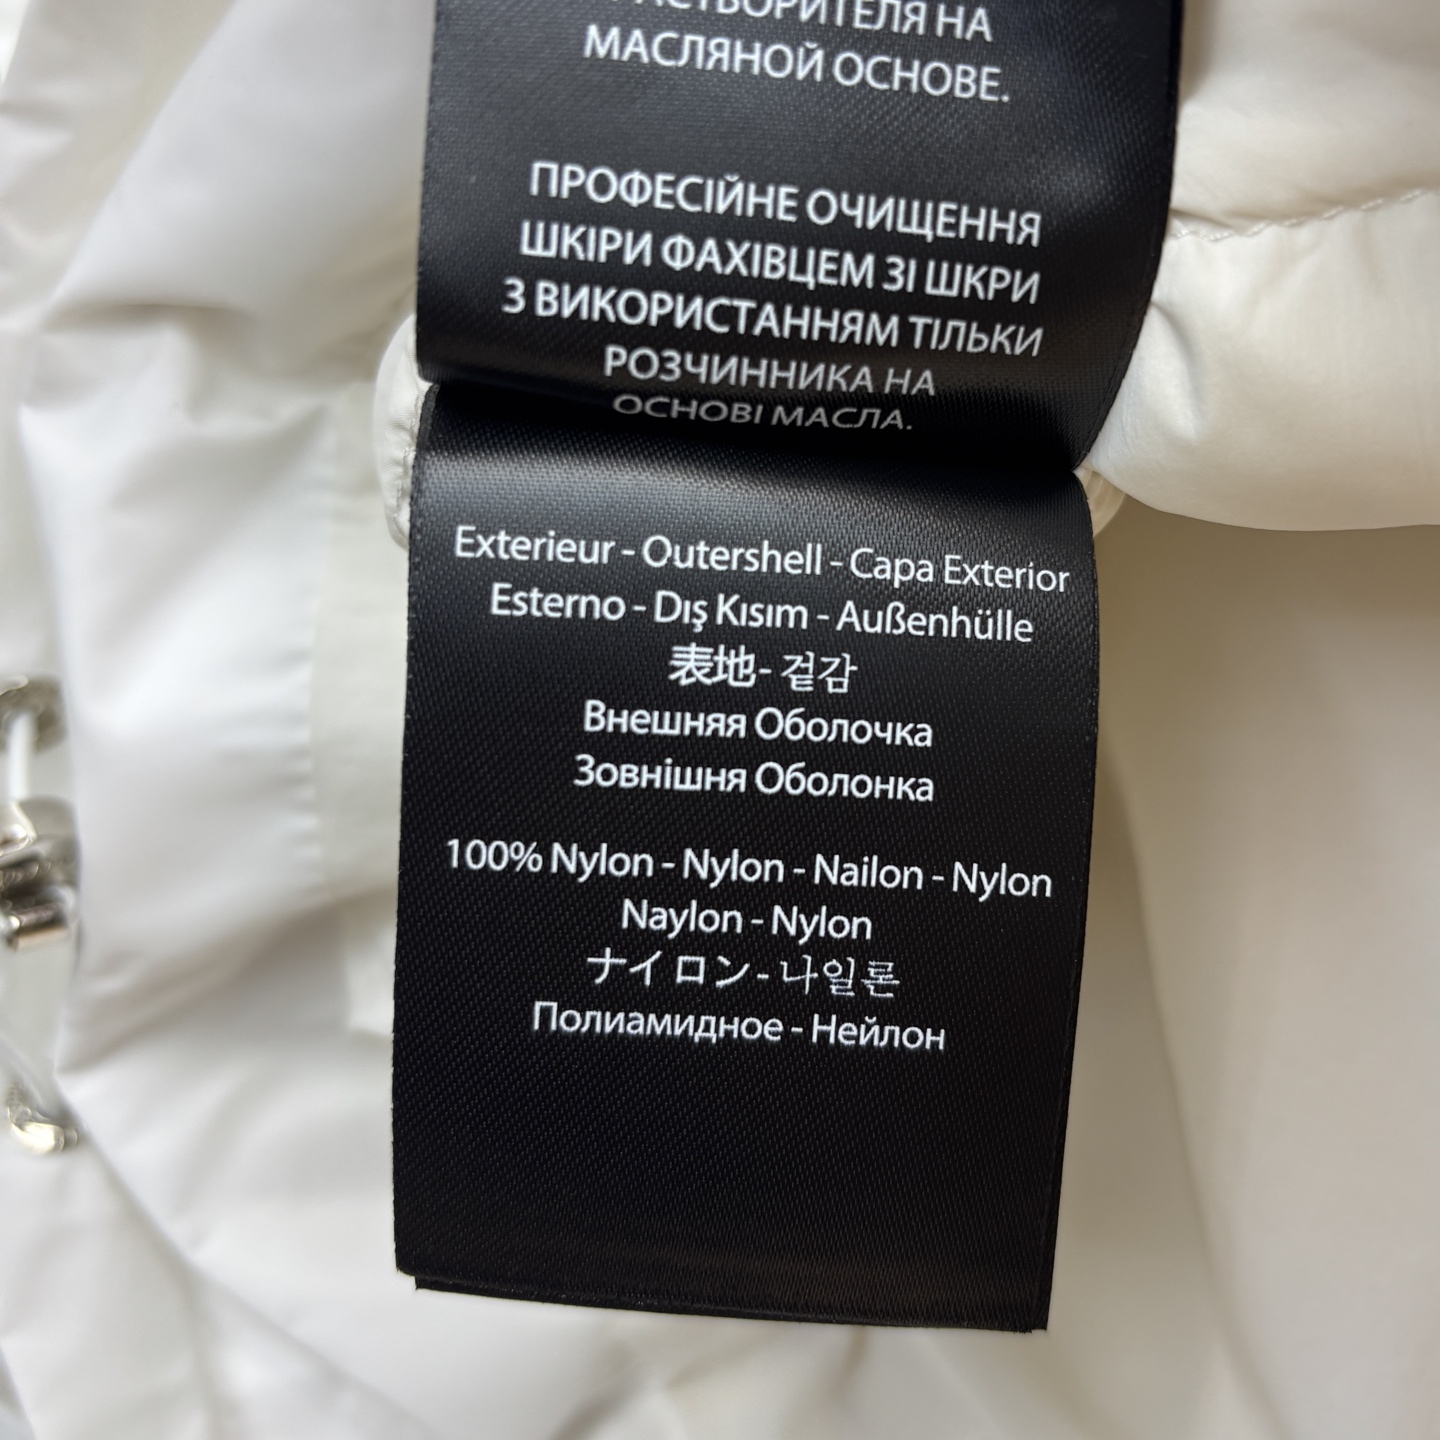 РАСТВОРИТЕЛЯ НА
МАСЛЯНОЙ ОСНОВЕ.
ПРОФЕСІЙНЕ ОЧИЩЕННЯ
ШКІРИ ФАХІВЦЕМ ЗІ ШКРИ
З ВИКОРИСТАННЯМ ТІЛЬКИ
РОЗЧИННИКА НА
ОСНОВІ МАСЛА.
Exterieur - Outershell - Capa Exterior
Esterno - Dış Kısım - Außenhülle
表地- 겉감
Внешняя Оболочка
Зовнішня Оболонка
100% Nylon - Nylon - Nailon - Nylon
Naylon - Nylon
ナイロン - 나일론
Полиамидное - Нейлон